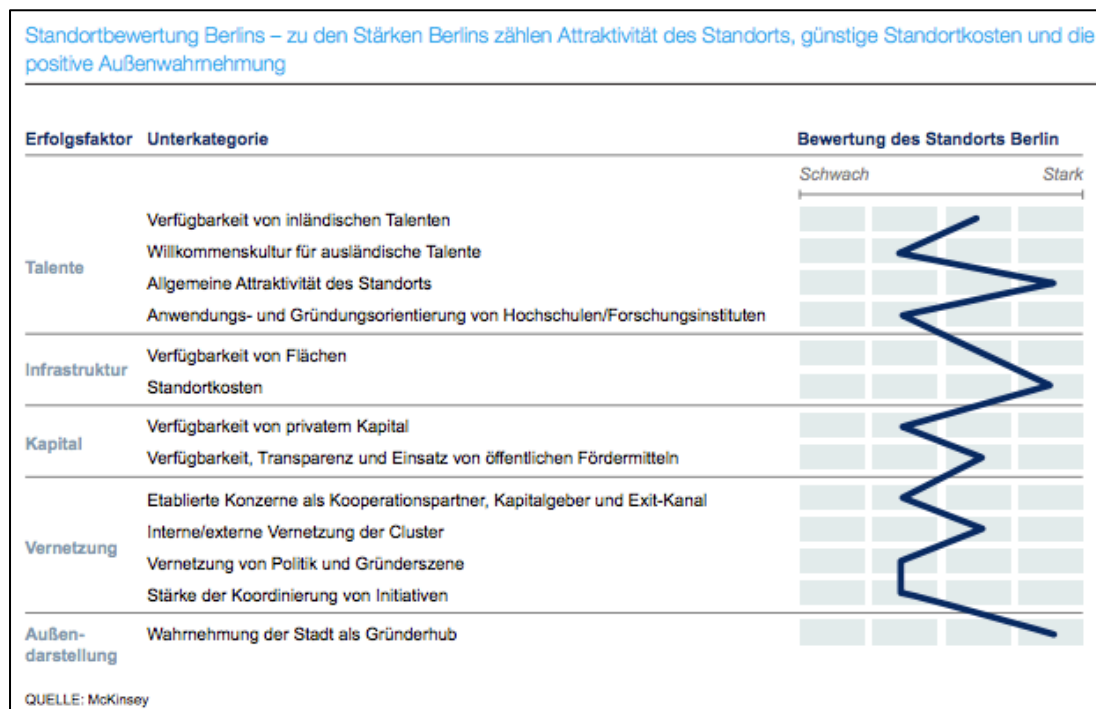 Standortbewertung Berlins – zu den Stärken Berlins zählen Attraktivität des Standorts, günstige Standortkosten und die
positive Außenwahrnehmung
Erfolgsfaktor Unterkategorie Bewertung des Standorts Berlin
Schwach Stark
Talente
Verfügbarkeit von inländischen Talenten
Willkommenskultur für ausländische Talente
Allgemeine Attraktivität des Standorts
Anwendungs- und Gründungsorientierung von Hochschulen/Forschungsinstituten
Infrastruktur
Verfügbarkeit von Flächen
Standortkosten
Kapital
Verfügbarkeit von privatem Kapital
Verfügbarkeit, Transparenz und Einsatz von öffentlichen Fördermitteln
Vernetzung
Etablierte Konzerne als Kooperationspartner, Kapitalgeber und Exit-Kanal
Interne/externe Vernetzung der Cluster
Vernetzung von Politik und Gründerszene
Stärke der Koordinierung von Initiativen
Außen-
darstellung
Wahrnehmung der Stadt als Gründerhub
QUELLE: McKinsey